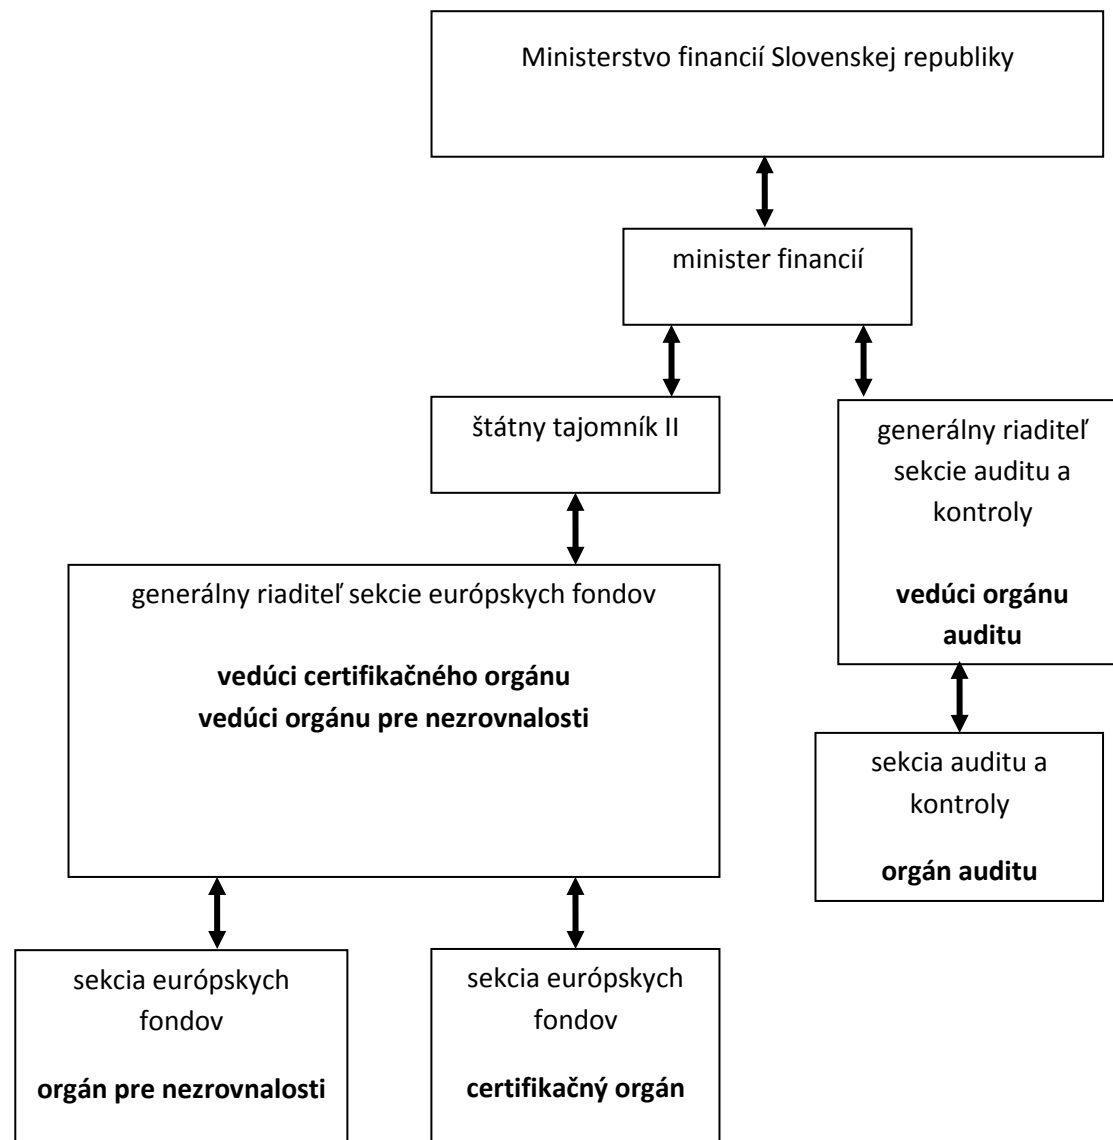 Ministerstvo financií Slovenskej republiky
minister financií
štátny tajomník II
generálny riaditeľ
sekcie auditu a
kontroly
vedúci orgánu
auditu
generálny riaditeľ sekcie európskych fondov
vedúci certifikačného orgánu
vedúci orgánu pre nezrovnalosti
sekcia auditu a
kontroly
orgán auditu
sekcia európskych
fondov
orgán pre nezrovnalosti
sekcia európskych
fondov
certifikačný orgán